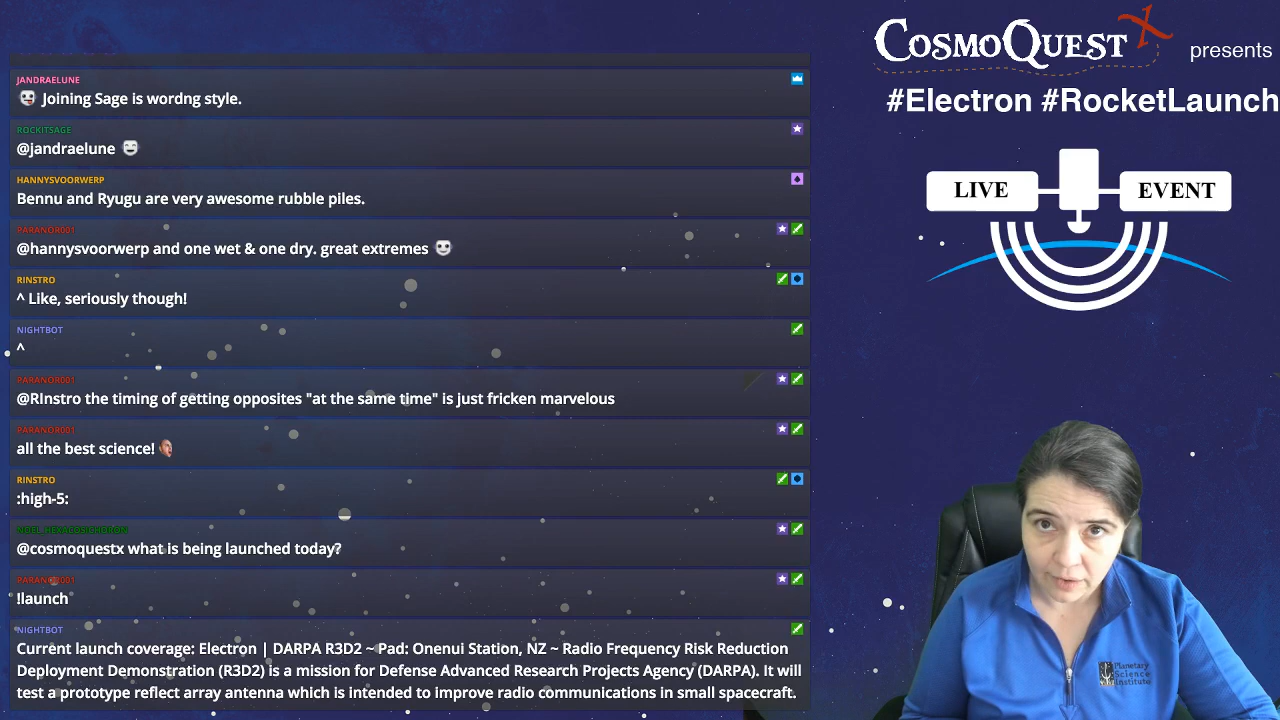 JANDRAELUNE
Joining Sage is wordng style.
ROCKITSAGE
@jandraelune
HANNYSVOORWERP
Bennu and Ryugu are very awesome rubble piles.
PARANOR001
@hannysvoorwerp and one wet & one dry. great extremes
RINSTRO
^ Like, seriously though!
NIGHTBOT
^
PARANOR001
@RInstro the timing of getting opposites "at the same time" is just fricken marvelous
PARANOR001
all the best science!
RINSTRO
:high-5:
@cosmoquestx what is being launched today?
PARANOR001
!launch
NIGHTBOT
Current launch coverage: Electron | DARPA R3D2 ~ Pad: Onenui Station, NZ ~ Radio Frequency Risk Reduction
Deployment Demonstration (R3D2) is a mission for Defense Advanced Research Projects Agency (DARPA). It will
test a prototype reflect array antenna which is intended to improve radio communications in small spacecraft.
COSMOQUEST X presents
#Electron #RocketLaunch
LIVE EVENT
Planetary
Science
Institute